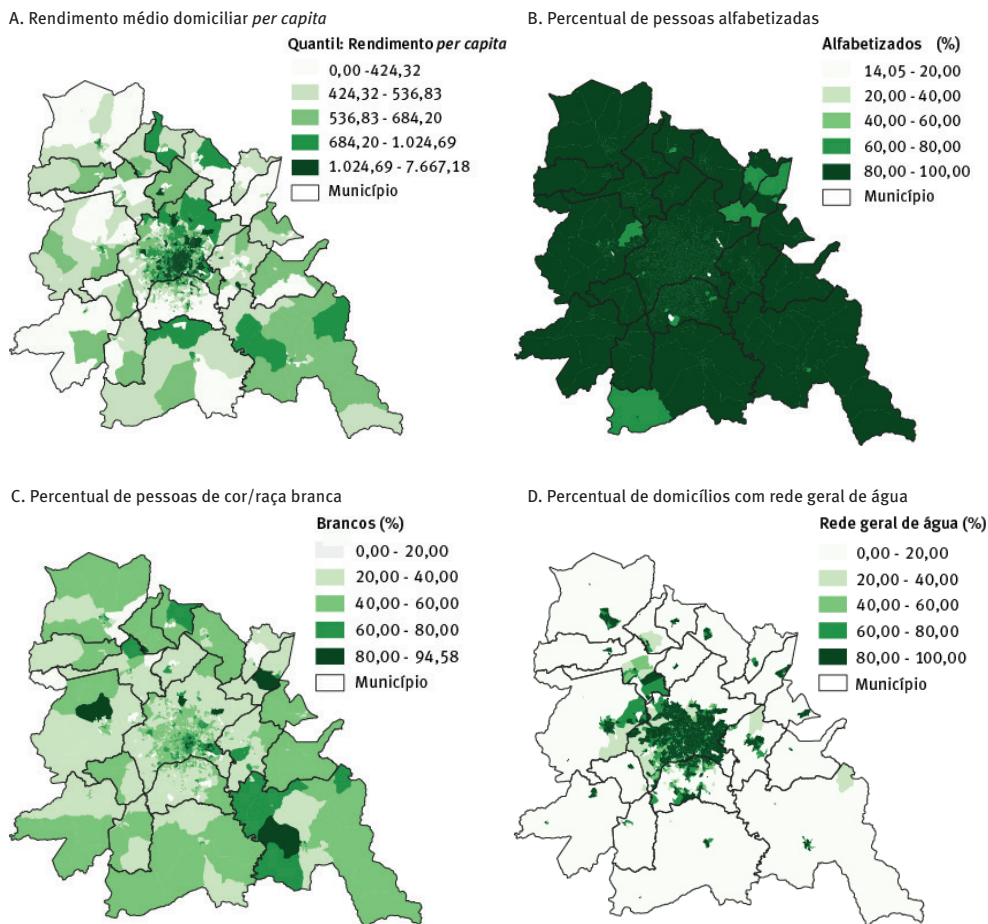 A. Rendimento médio domiciliar per capita
Quantil: Rendimento per capita
0,00 -424,32
424,32 - 536,83
536,83 - 684,20
684,20 - 1.024,69
1.024,69 - 7.667,18
Município
B. Percentual de pessoas alfabetizadas
Alfabetizados (%)
14,05 - 20,00
20,00 - 40,00
40,00 - 60,00
60,00 - 80,00
80,00 - 100,00
Município
C. Percentual de pessoas de cor/raça branca
Brancos (%)
0,00 - 20,00
20,00 - 40,00
40,00 - 60,00
60,00 - 80,00
80,00 - 94,58
Município
D. Percentual de domicílios com rede geral de água
Rede geral de água (%)
0,00 - 20,00
20,00 - 40,00
40,00 - 60,00
60,00 - 80,00
80,00 - 100,00
Município